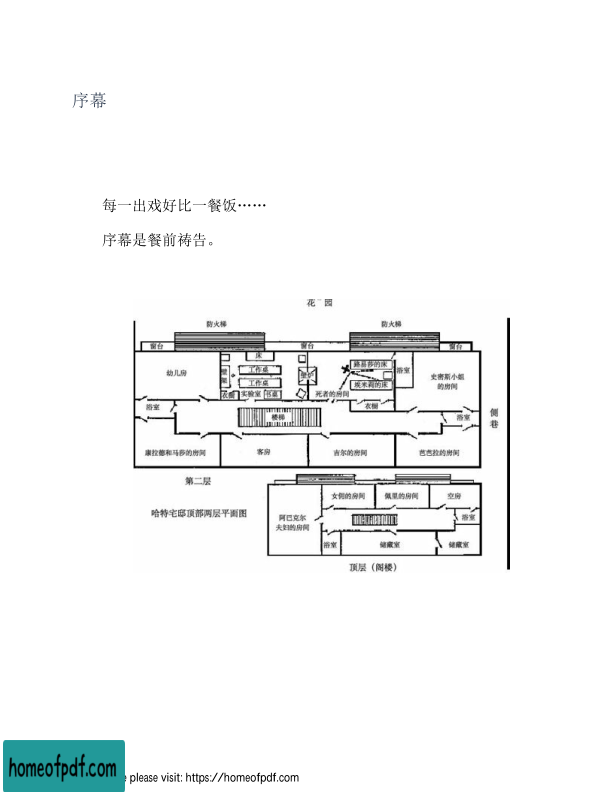 序幕
每一出戏好比一餐饭……
序幕是餐前祷告。
花园
防火梯
防火梯
窗台
窗台
窗台
幼儿房
床
工作桌
工作桌
实验室
书桌
衣橱
壁炉
路易莎的床
埃米莉的床
死者的房间
衣橱
浴室
史密斯小姐
的房间
浴室
楼梯
浴室
侧巷
康拉德和马莎的房间
客房
吉尔的房间
芭芭拉的房间
第二层
哈特宅邸顶部两层平面图
女佣的房间
佩里的房间
空房
阿巴克尔
夫妇的房间
浴室
浴室
储藏室
储藏室
顶层（阁楼）
homeofpdf.com
e please visit: https://homeofpdf.com